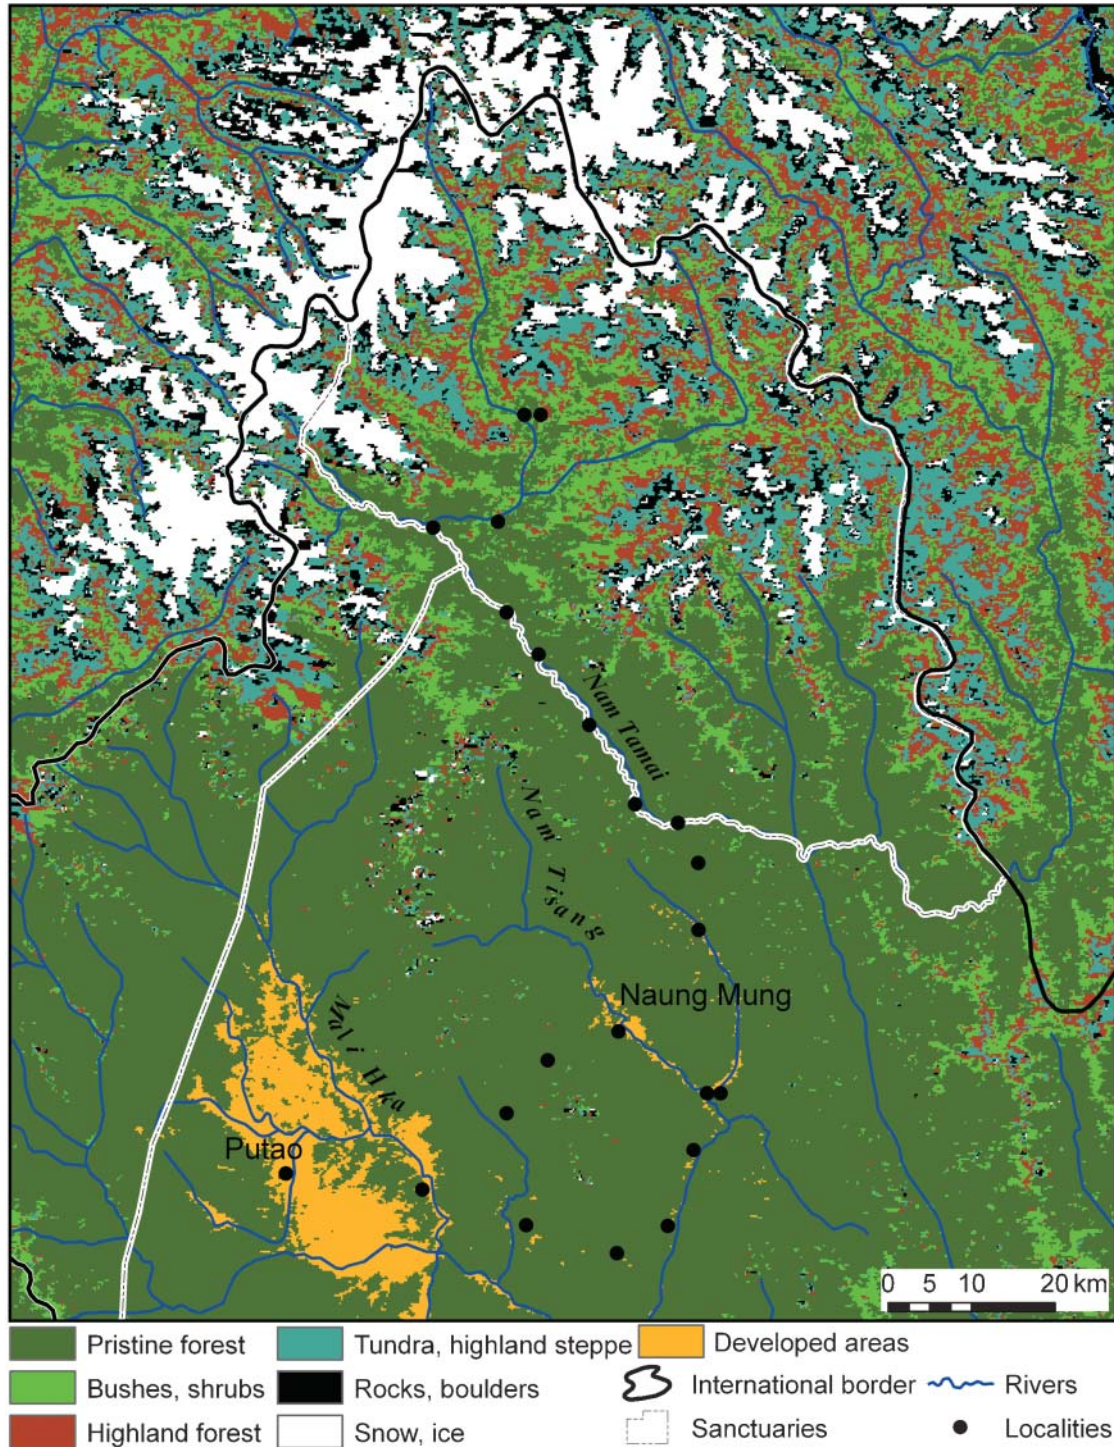 Nam Tamai
Nam Tisang
Naung Mung
Mali Hka
Putao
0 5 10 20 km
Pristine forest Tundra, highland steppe Developed areas
Bushes, shrubs Rocks, boulders International border Rivers
Highland forest Snow, ice Sanctuaries Localities